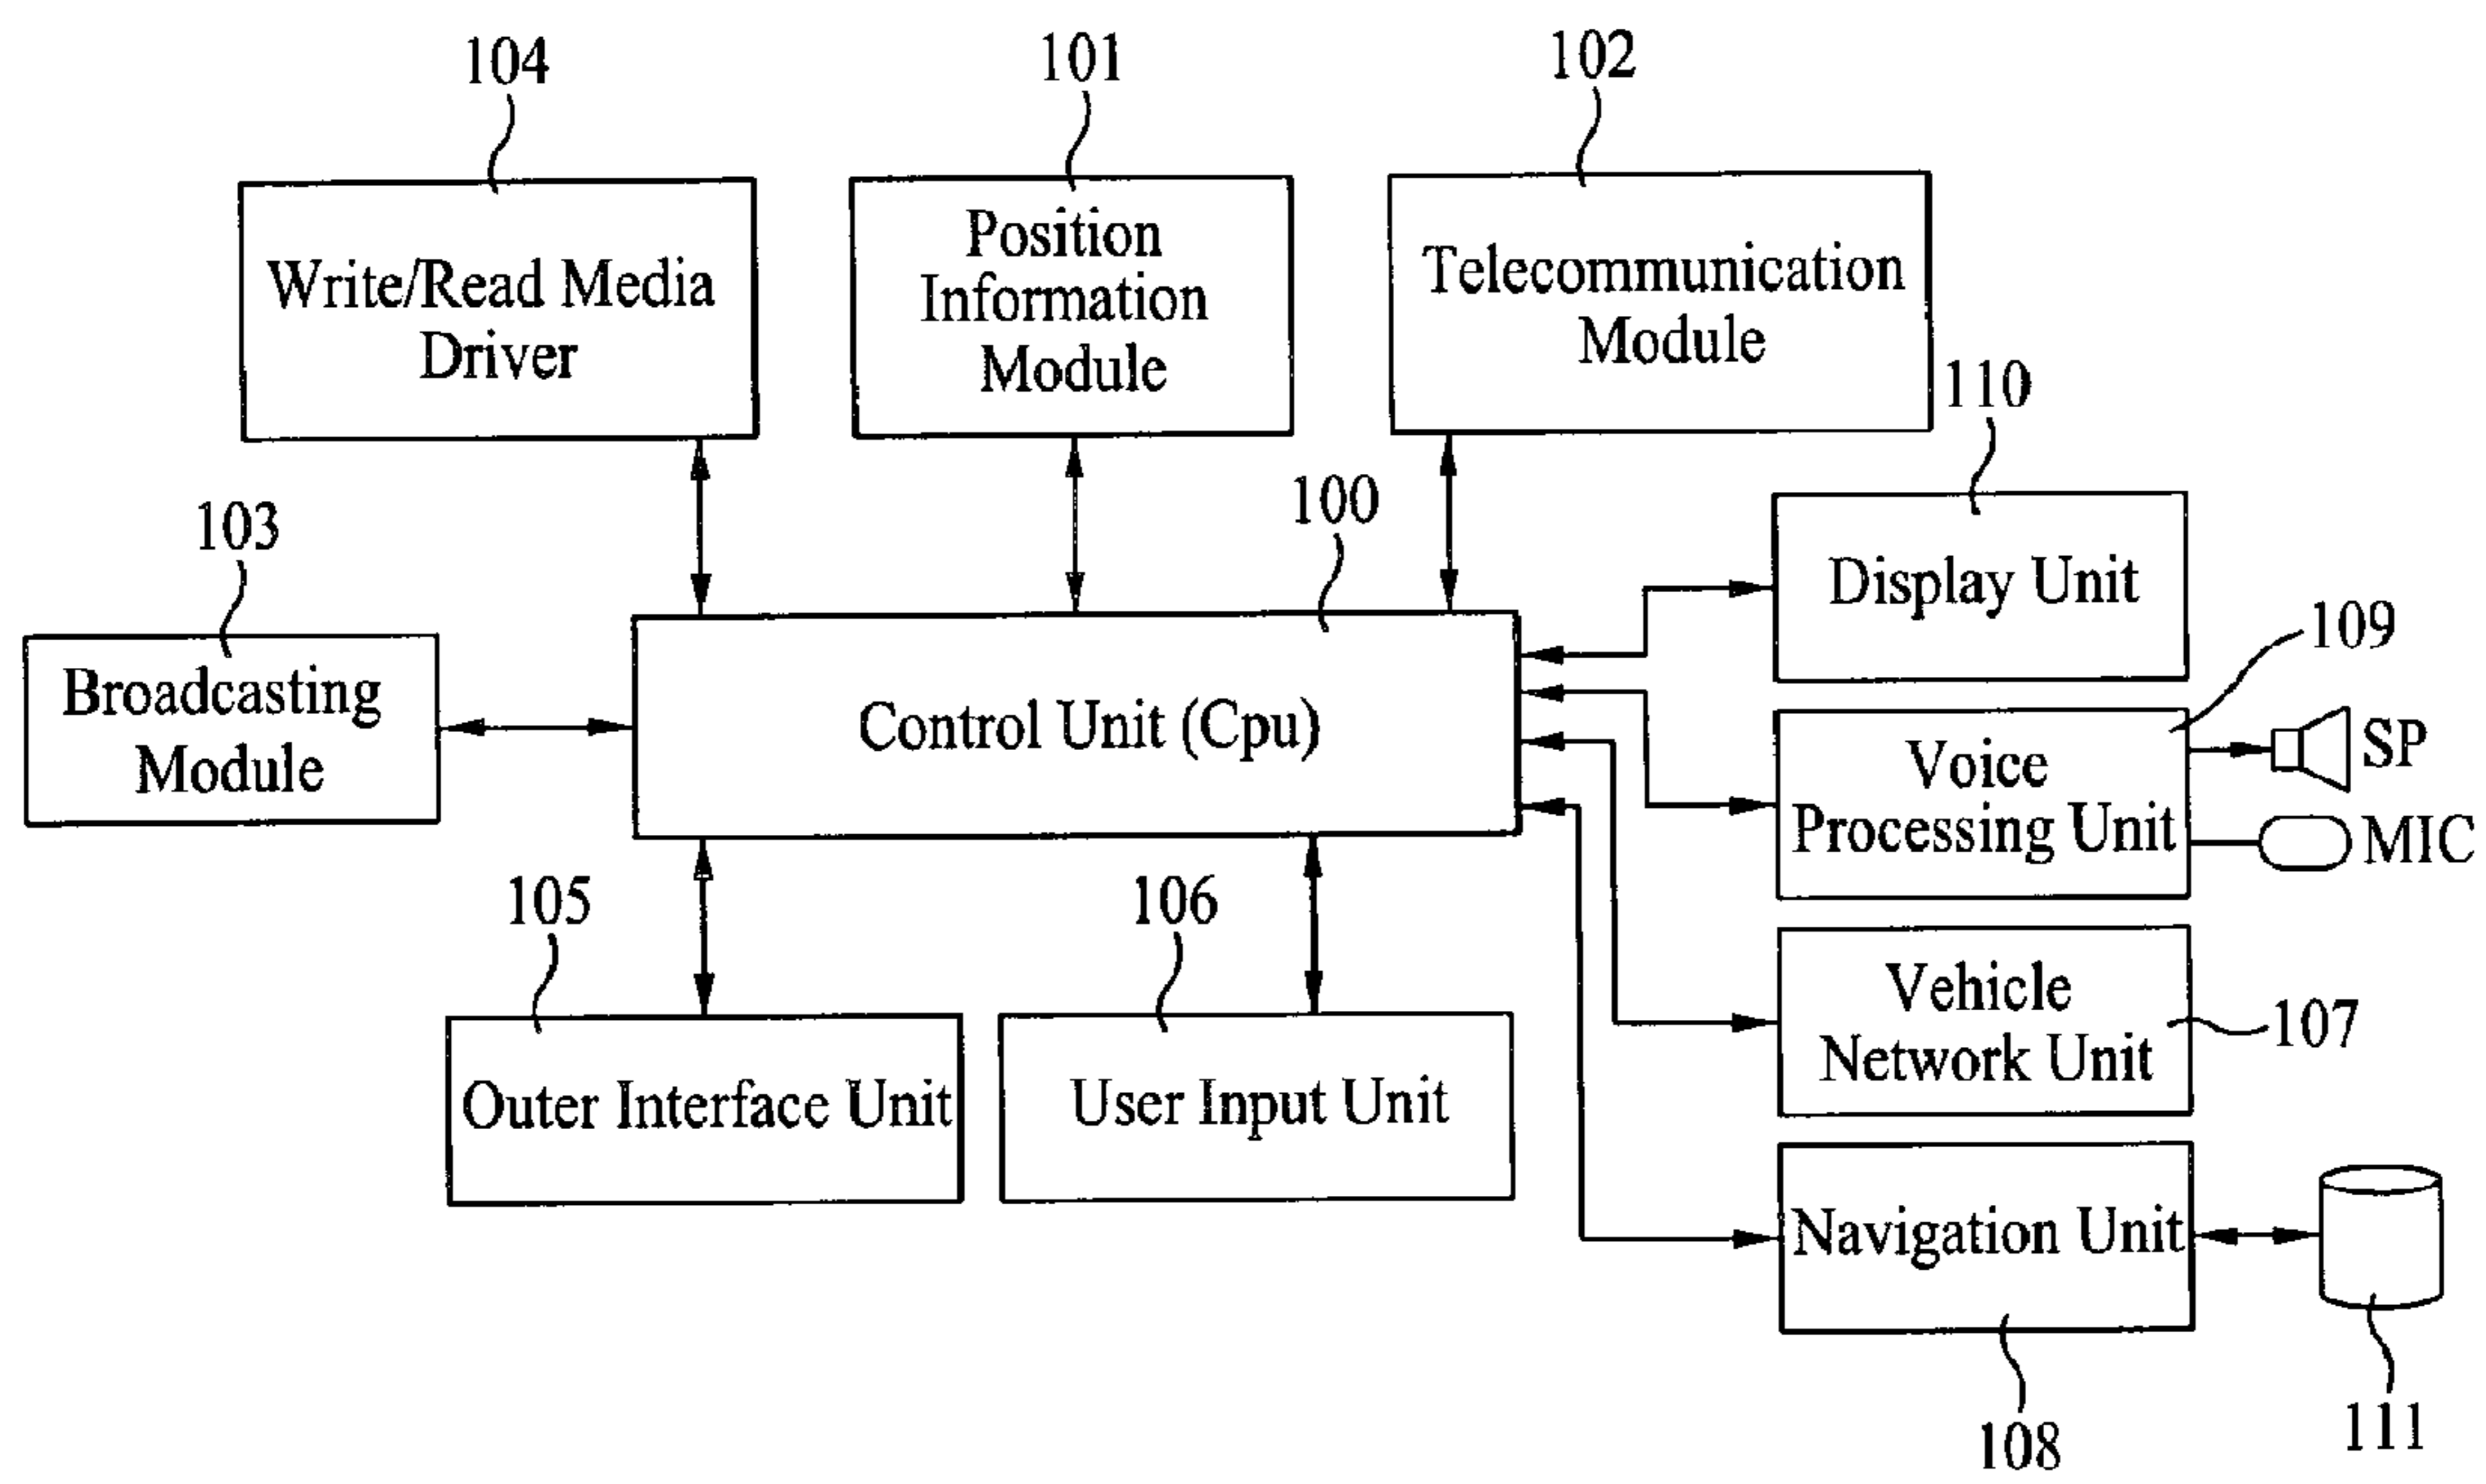 104
101
102
Write/Read Media
Driver
Position
Information
Module
Telecommunication
Module
110
103
100
Display Unit
109
Broadcasting
Module
Control Unit (Cpu)
Voice
Processing Unit
SP
MIC
105
106
Vehicle
Network Unit
107
Outer Interface Unit
User Input Unit
Navigation Unit
108
111